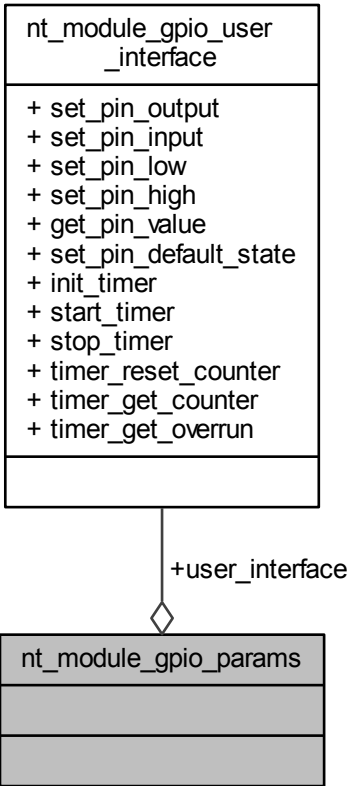 nt_module_gpio_user
_interface
+ set_pin_output
+ set_pin_input
+ set_pin_low
+ set_pin_high
+ get_pin_value
+ set_pin_default_state
+ init_timer
+ start_timer
+ stop_timer
+ timer_reset_counter
+ timer_get_counter
+ timer_get_overrun
+user_interface
nt_module_gpio_params